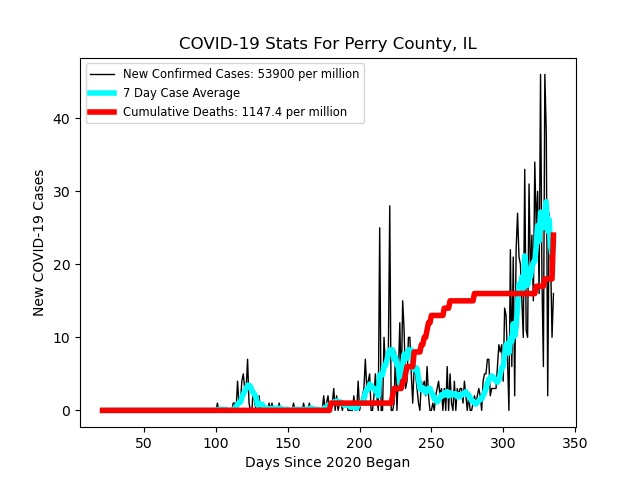 COVID-19 Stats For Perry County, IL
New Confirmed Cases: 53900 per million
7 Day Case Average
Cumulative Deaths: 1147.4 per million
New COVID-19 Cases
40
30
20
10
0
50 100 150 200 250 300 350
Days Since 2020 Began